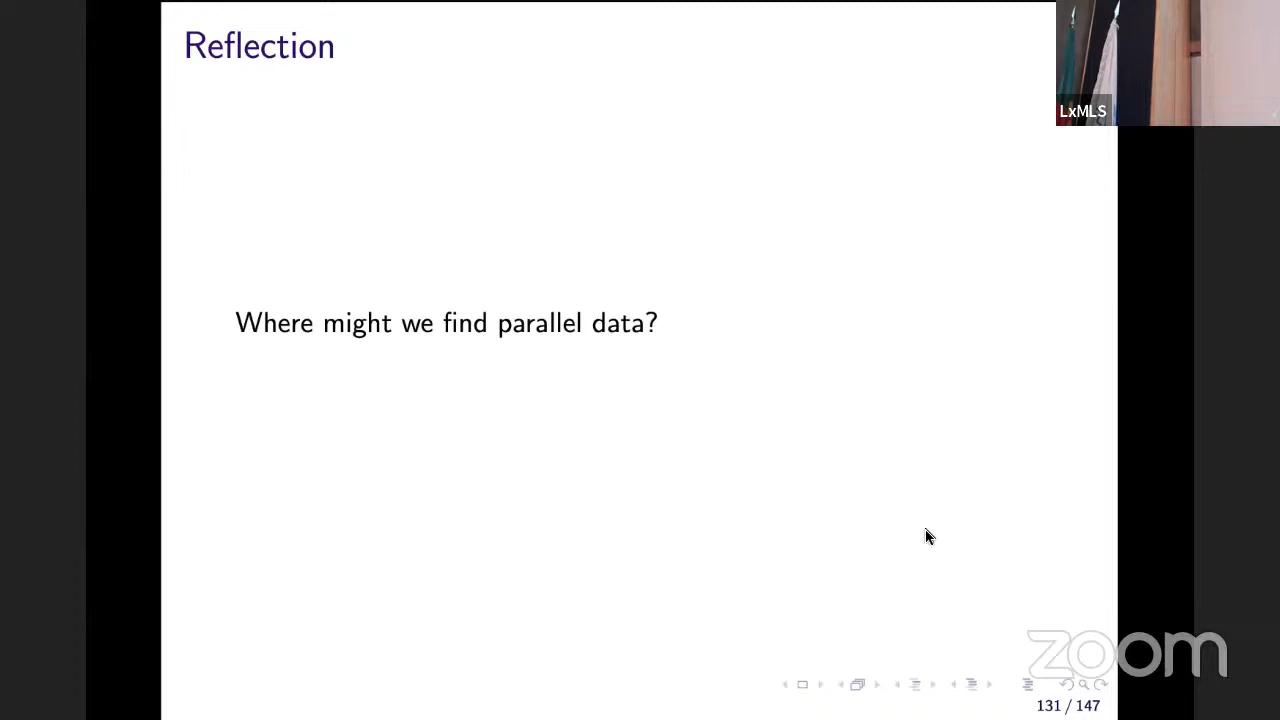 Reflection
LxMLS
Where might we find parallel data?
zoom
131 / 147